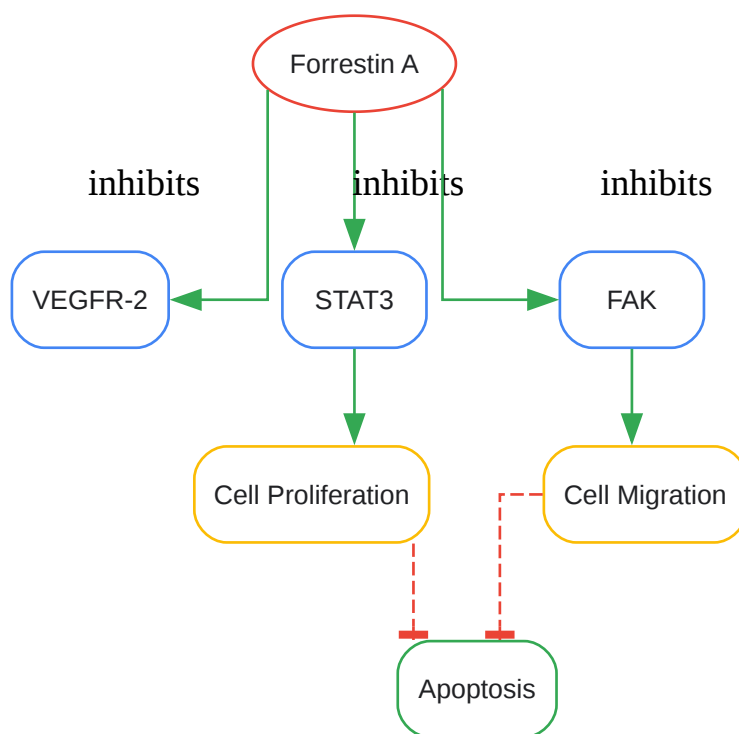 Forrestin A
inhibits
inhibits
inhibits
VEGFR-2
STAT3
FAK
Cell Proliferation
Cell Migration
Apoptosis